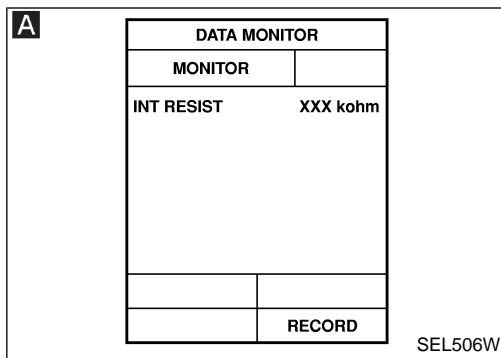 A
DATA MONITOR
MONITOR
INT RESIST XXX kohm
RECORD
SEL506W